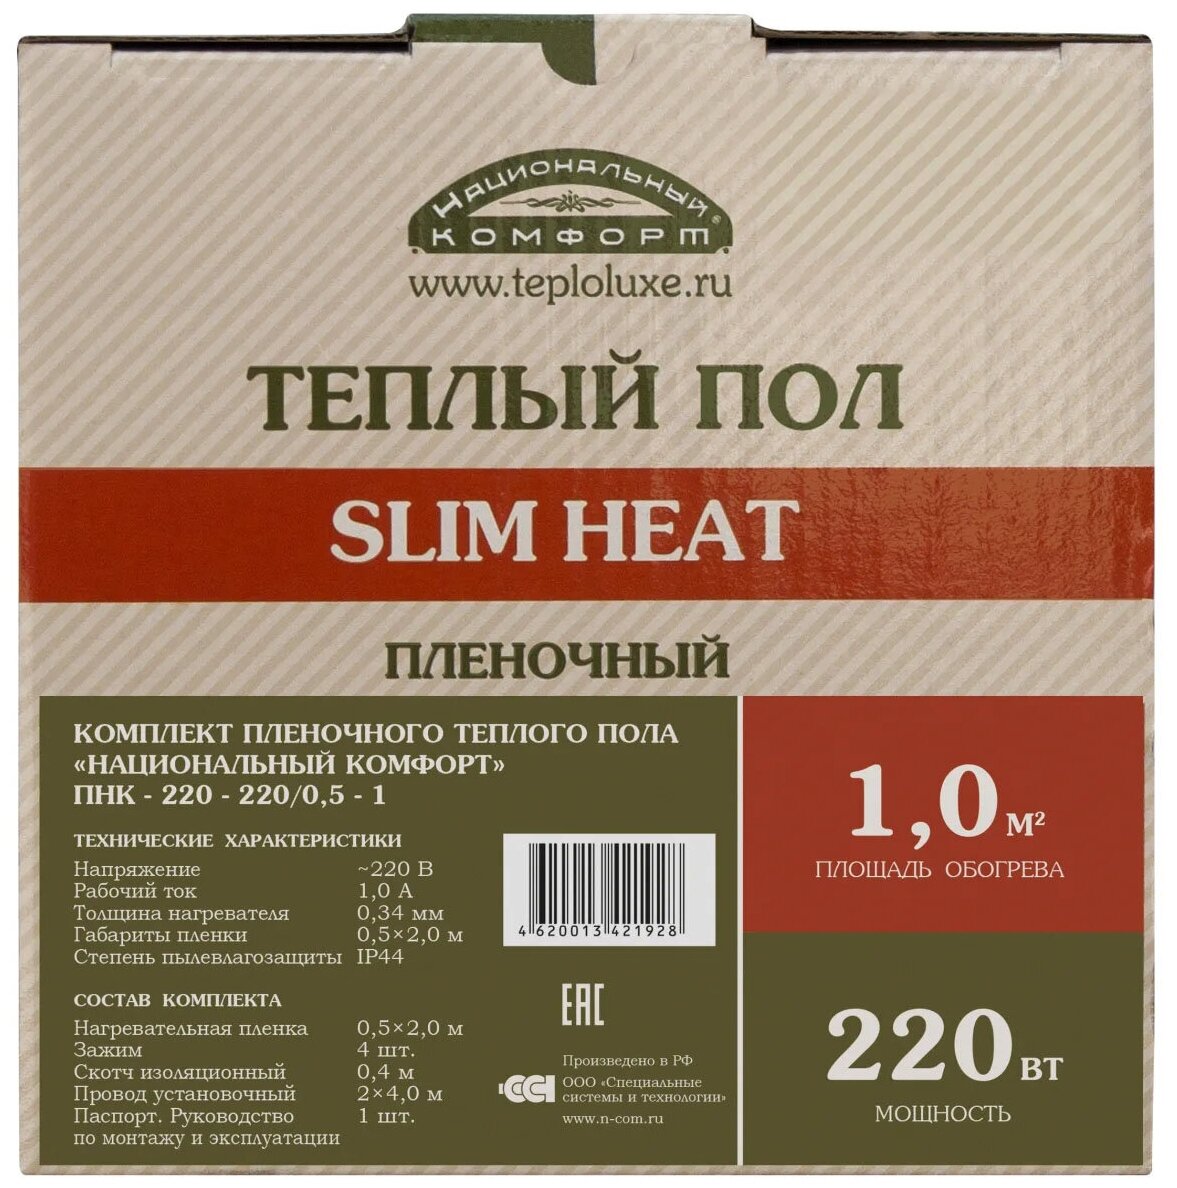 Национальный
КОМФОРТ®
www.teploluxe.ru
ТЕПЛЫЙ ПОЛ
SLIM HEAT
ПЛЕНОЧНЫЙ
КОМПЛЕКТ ПЛЕНОЧНОГО ТЕПЛОГО ПОЛА
«НАЦИОНАЛЬНЫЙ КОМФОРТ»
ПНК - 220 - 220/0,5 - 1
ТЕХНИЧЕСКИЕ ХАРАКТЕРИСТИКИ
Напряжение ~220 В
Рабочий ток 1,0 А
Толщина нагревателя 0,34 мм
Габариты пленки 0,5×2,0 м
Степень пылевлагозащиты IP44
СОСТАВ КОМПЛЕКТА
Нагревательная пленка 0,5×2,0 м
Зажим 4 шт.
Скотч изоляционный 0,4 м
Провод установочный 2×4,0 м
Паспорт. Руководство 1 шт.
по монтажу и эксплуатации
4 620013 421928
EAC
Произведено в РФ
ССТ
ООО «Специальные
системы и технологии»
www.n-com.ru
1,0 м²
ПЛОЩАДЬ ОБОГРЕВА
220 ВТ
МОЩНОСТЬ